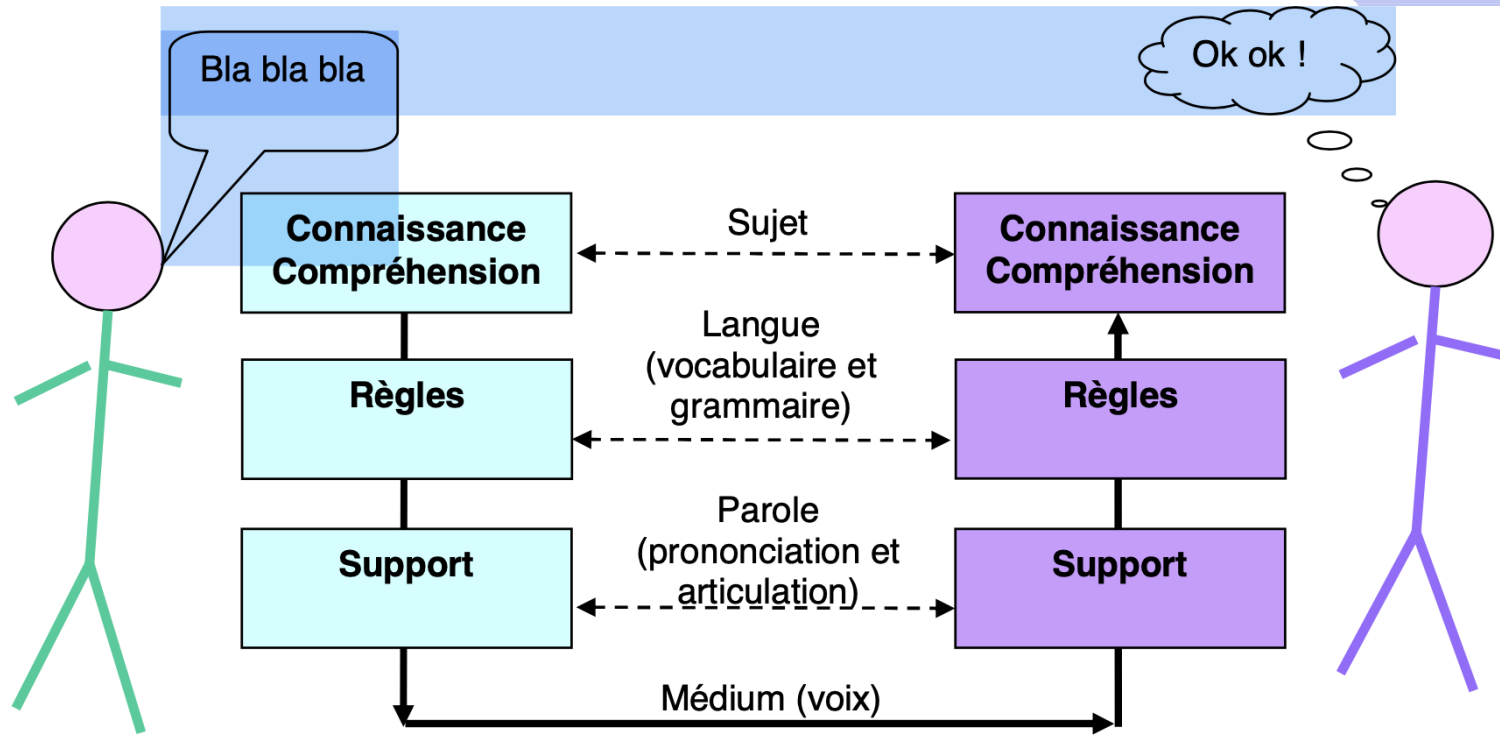 Bla bla bla
Ok ok !
Connaissance
Compréhension
Sujet
Connaissance
Compréhension
Langue
(vocabulaire et
grammaire)
Règles
Règles
Parole
(prononciation et
articulation)
Support
Support
Médium (voix)